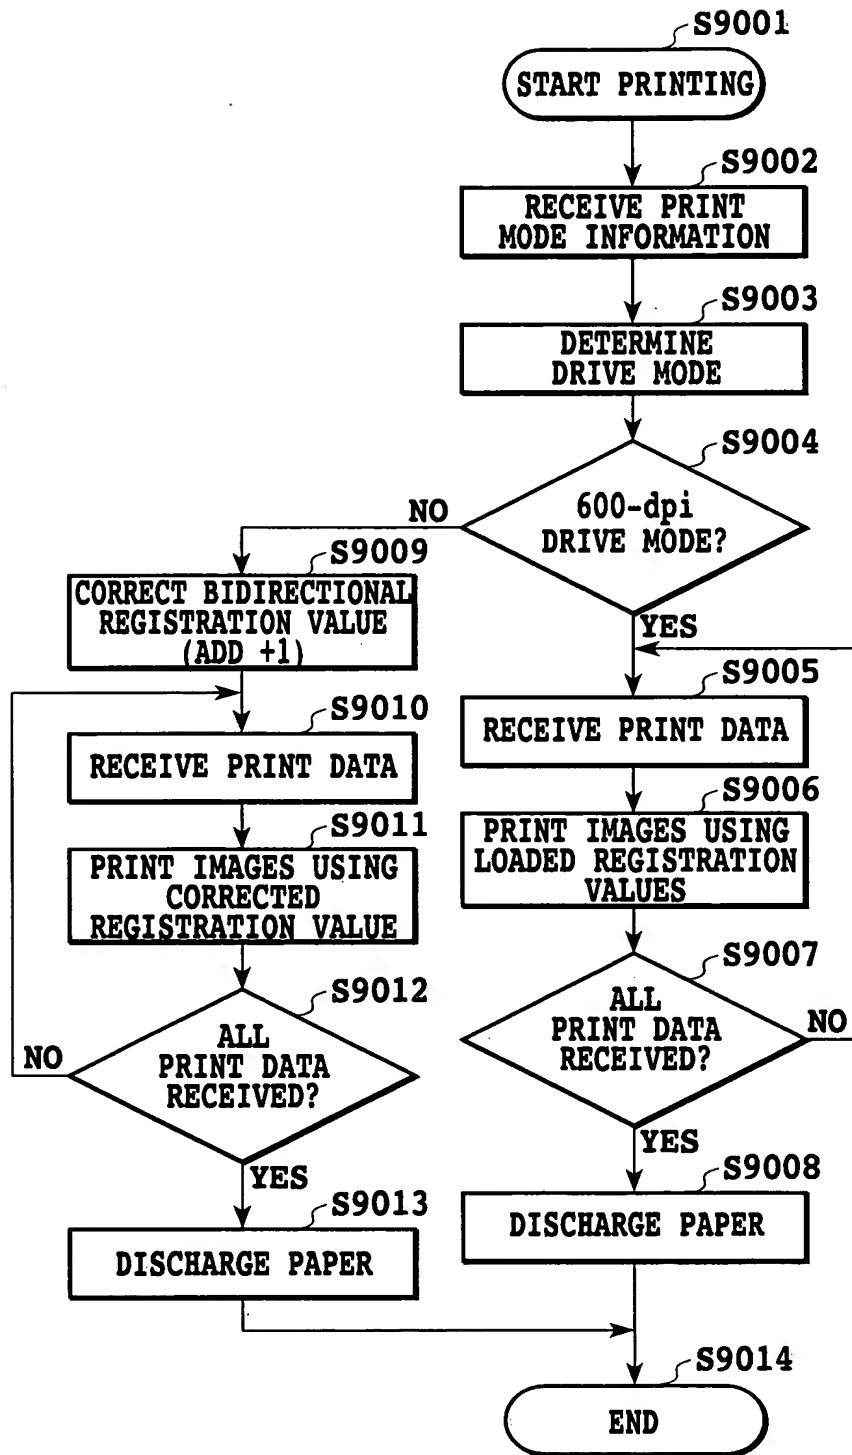 S9001
START PRINTING
S9002
RECEIVE PRINT
MODE INFORMATION
S9003
DETERMINE
DRIVE MODE
S9004
600-dpi
DRIVE MODE?
NO
YES
S9009
CORRECT BIDIRECTIONAL
REGISTRATION VALUE
(ADD +1)
S9010
RECEIVE PRINT DATA
S9011
PRINT IMAGES USING
CORRECTED
REGISTRATION VALUE
S9012
ALL
PRINT DATA
RECEIVED?
NO
YES
S9013
DISCHARGE PAPER
S9005
RECEIVE PRINT DATA
S9006
PRINT IMAGES USING
LOADED REGISTRATION
VALUES
S9007
ALL
PRINT DATA
RECEIVED?
NO
YES
S9008
DISCHARGE PAPER
S9014
END